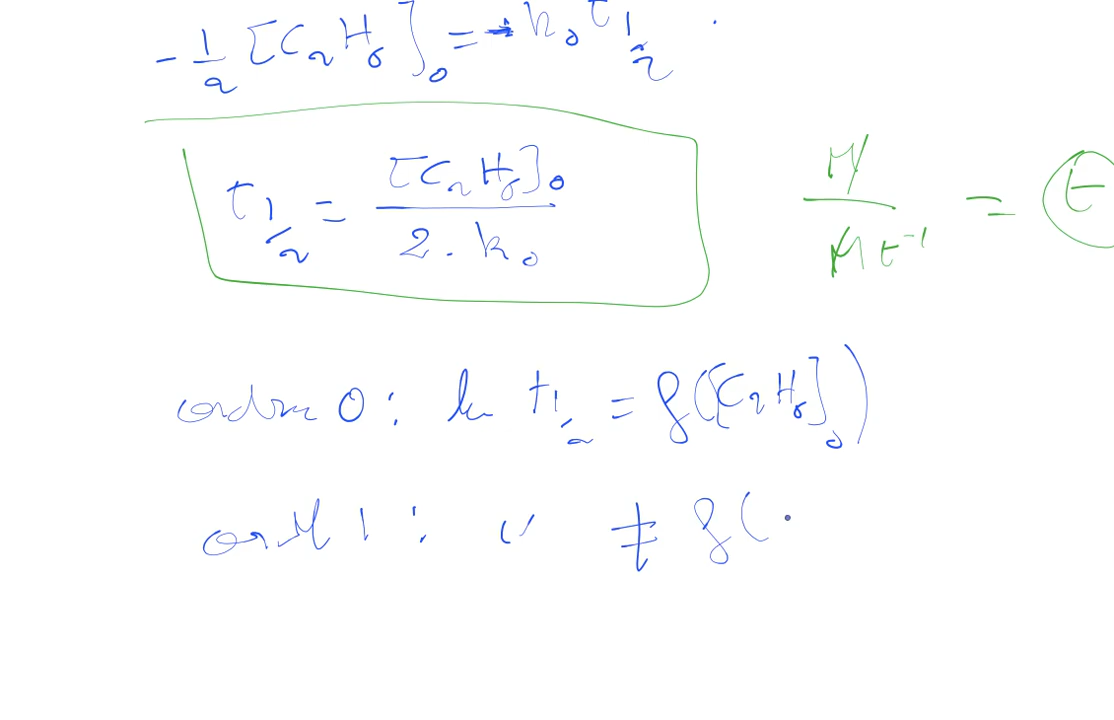 -1/2 [C2H6]0 = - k0 t1/2
t1/2 = [C2H6]0 / 2 . k0
M / M t⁻¹ = t
ordre 0 : le t1/2 = f([C2H6]0)
ordre 1 : " ≠ f(